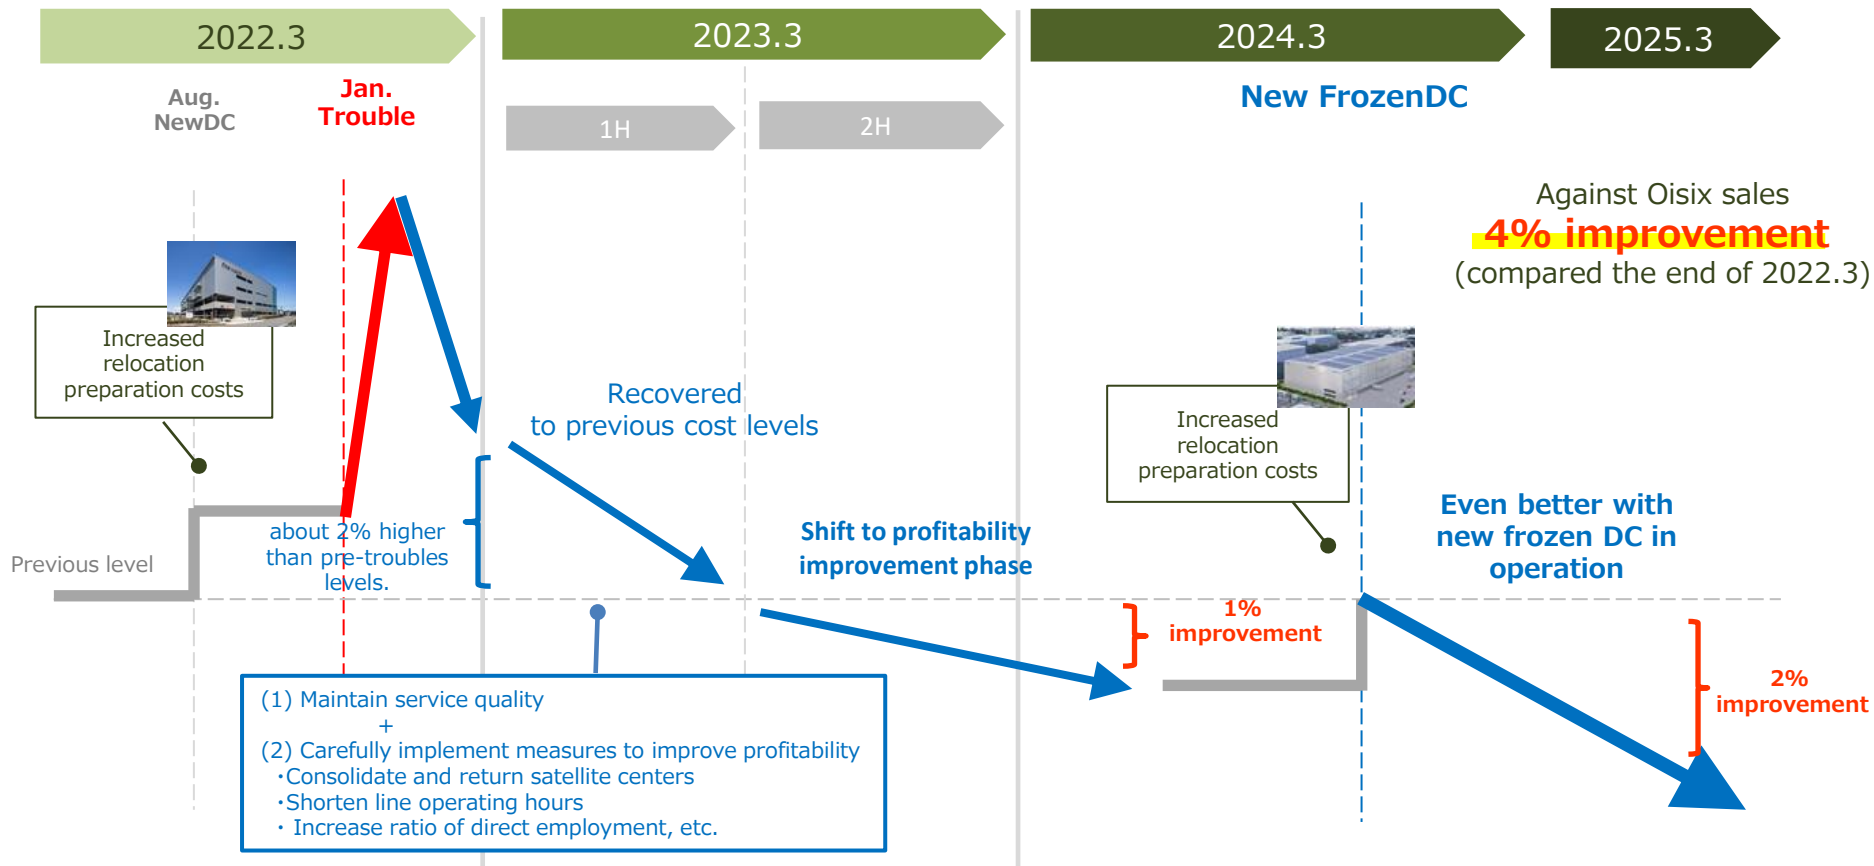 2022.3
2023.3
2024.3
2025.3
Aug.
NewDC
Jan.
Trouble
1H
2H
New FrozenDC
Against Oisix sales
4% improvement
(compared the end of 2022.3)
Increased
relocation
preparation costs
Recovered
to previous cost levels
Increased
relocation
preparation costs
Previous level
about 2% higher
than pre-troubles
levels.
Shift to profitability
improvement phase
Even better with
new frozen DC in
operation
1%
improvement
2%
improvement
(1) Maintain service quality
+
(2) Carefully implement measures to improve profitability
・Consolidate and return satellite centers
・Shorten line operating hours
・ Increase ratio of direct employment, etc.